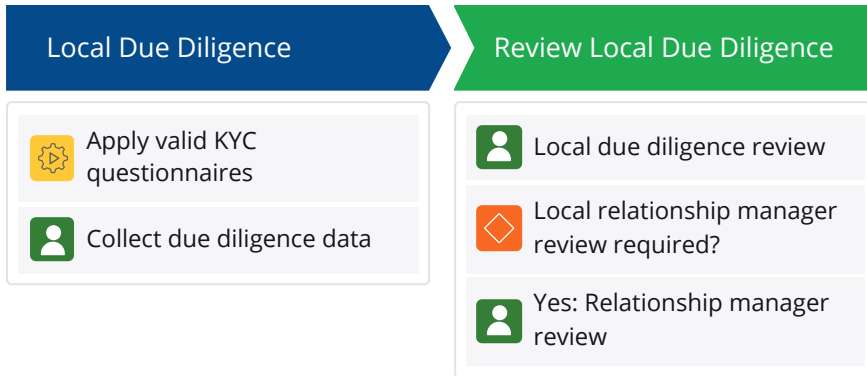 Local Due Diligence
Review Local Due Diligence
Apply valid KYC
questionnaires
Collect due diligence data
Local due diligence review
Local relationship manager
review required?
Yes: Relationship manager
review